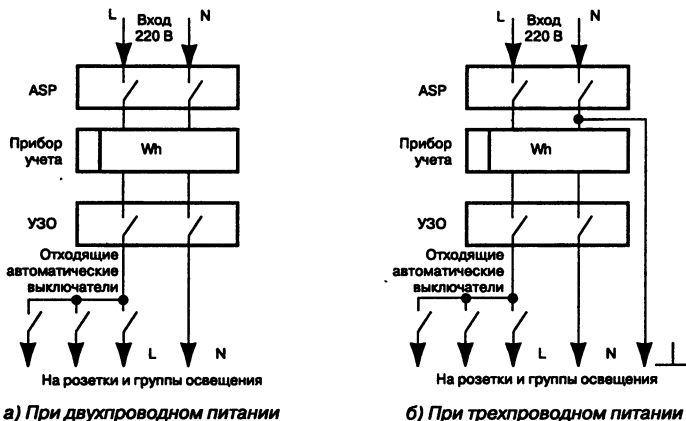 L
Вход
220 В
N
ASP
Прибор
учета
Wh
УЗО
Отходящие
автоматические
выключатели
L
N
На розетки и группы освещения
а) При двухпроводном питании
L
Вход
220 В
N
ASP
Прибор
учета
Wh
УЗО
Отходящие
автоматические
выключатели
L
N
На розетки и группы освещения
б) При трехпроводном питании